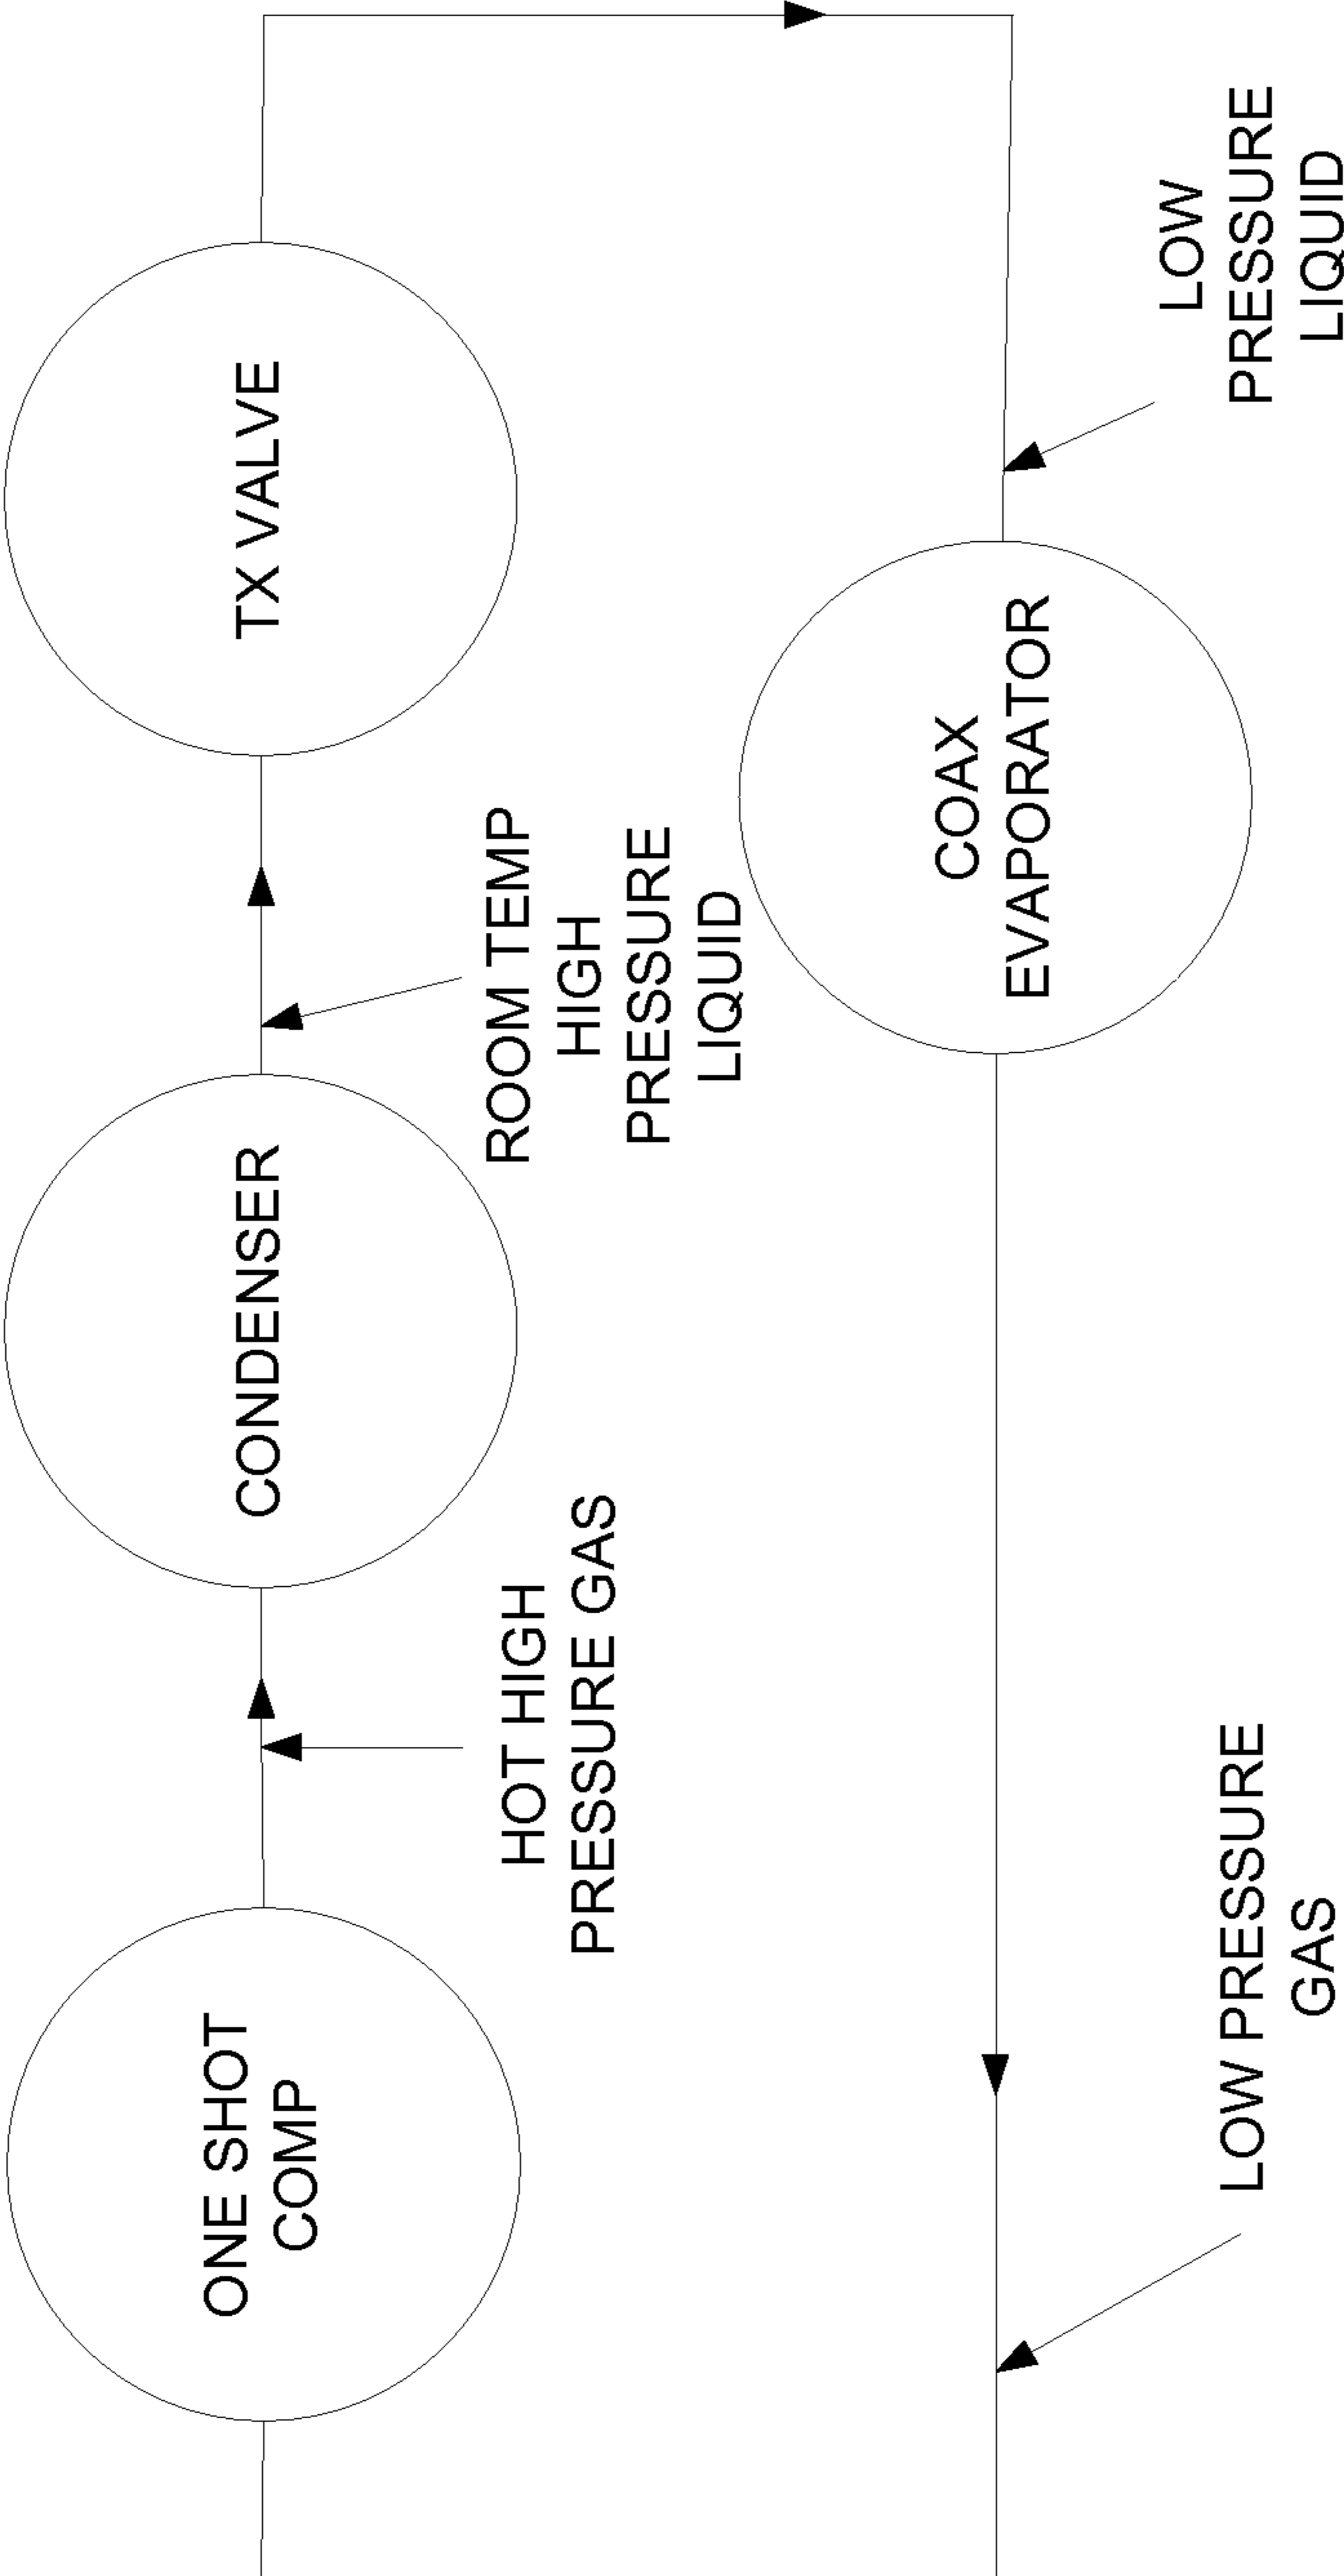 ONE SHOT
COMP
CONDENSER
TX VALVE
HOT HIGH
PRESSURE GAS
ROOM TEMP
HIGH
PRESSURE
LIQUID
COAX
EVAPORATOR
LOW PRESSURE
GAS
LOW
PRESSURE
LIQUID